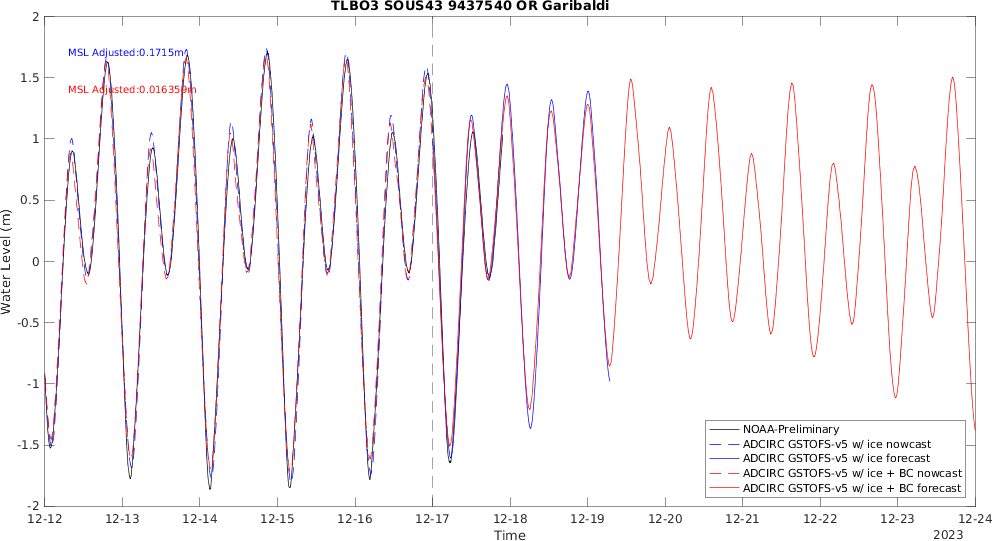 TLBO3 SOUS43 9437540 OR Garibaldi
MSL Adjusted:0.1715m
MSL Adjusted:0.016359m
2
1.5
1
0.5
0
-0.5
-1
-1.5
-2
Water Level (m)
12-12 12-13 12-14 12-15 12-16 12-17 12-18 12-19 12-20 12-21 12-22 12-23 12-24
Time
2023
NOAA-Preliminary
ADCIRC GSTOFS-v5 w/ ice nowcast
ADCIRC GSTOFS-v5 w/ ice forecast
ADCIRC GSTOFS-v5 w/ ice + BC nowcast
ADCIRC GSTOFS-v5 w/ ice + BC forecast